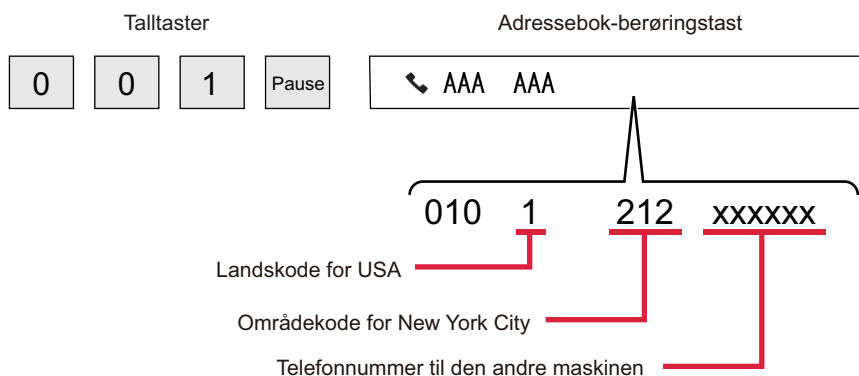 Talltaster Adressebok-berøringstast
0 0 1 Pause AAA AAA
010 1 212 xxxxxx
Landskode for USA
Områdekode for New York City
Telefonnummer til den andre maskinen